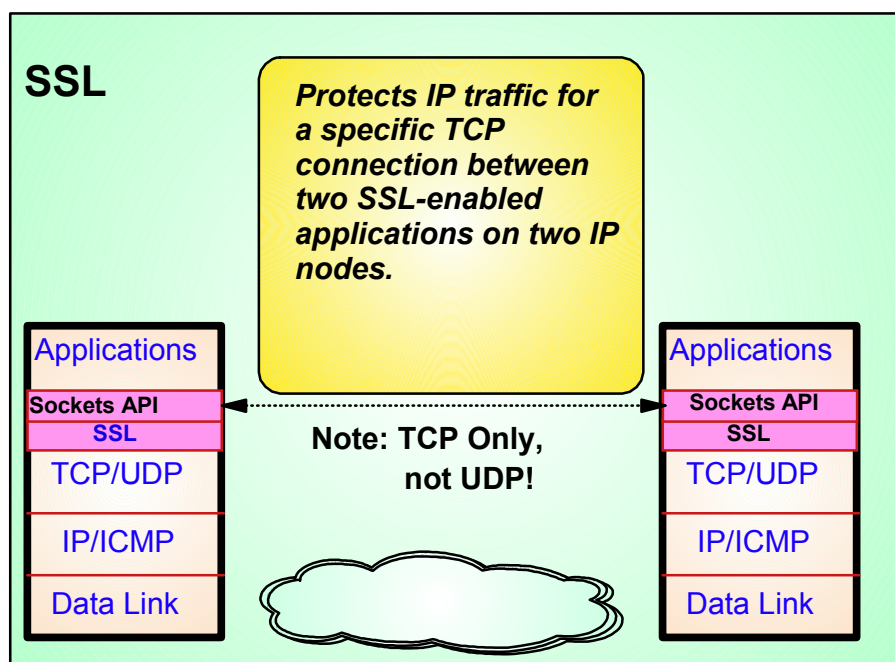 SSL
Protects IP traffic for
a specific TCP
connection between
two SSL-enabled
applications on two IP
nodes.
Applications
Sockets API
SSL
TCP/UDP
IP/ICMP
Data Link
Note: TCP Only,
not UDP!
Applications
Sockets API
SSL
TCP/UDP
IP/ICMP
Data Link